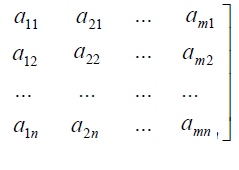 a₁₁ a₂₁ ... aₘ₁
a₁₂ a₂₂ ... aₘ₂
... ... ... ...
a₁ₙ a₂ₙ ... aₘₙ ,]